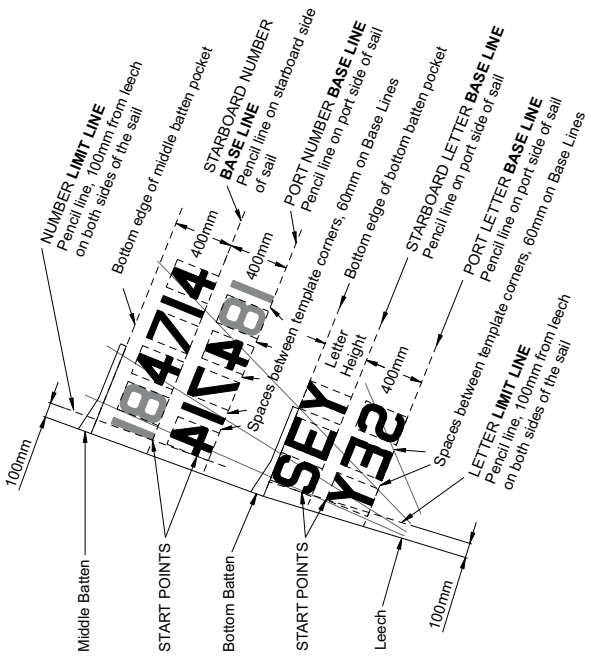 NUMBER LIMIT LINE
Pencil line, 100mm from leech
on both sides of the sail
Bottom edge of middle batten pocket
STARBOARD NUMBER
BASE LINE
Pencil line on starboard side
of sail
PORT NUMBER BASE LINE
Pencil line on port side of sail
Spaces between template corners, 60mm on Base Lines
Bottom edge of bottom batten pocket
STARBOARD LETTER BASE LINE
Pencil line on port side of sail
PORT LETTER BASE LINE
Pencil line on port side of sail
Spaces between template corners, 60mm on Base Lines
LETTER LIMIT LINE
Pencil line, 100mm from leech
on both sides of the sail
400mm
400mm
184714
184714
Letter
Height
400mm
SEY
SEY
100mm
Middle Batten
START POINTS
Bottom Batten
START POINTS
Leech
100mm